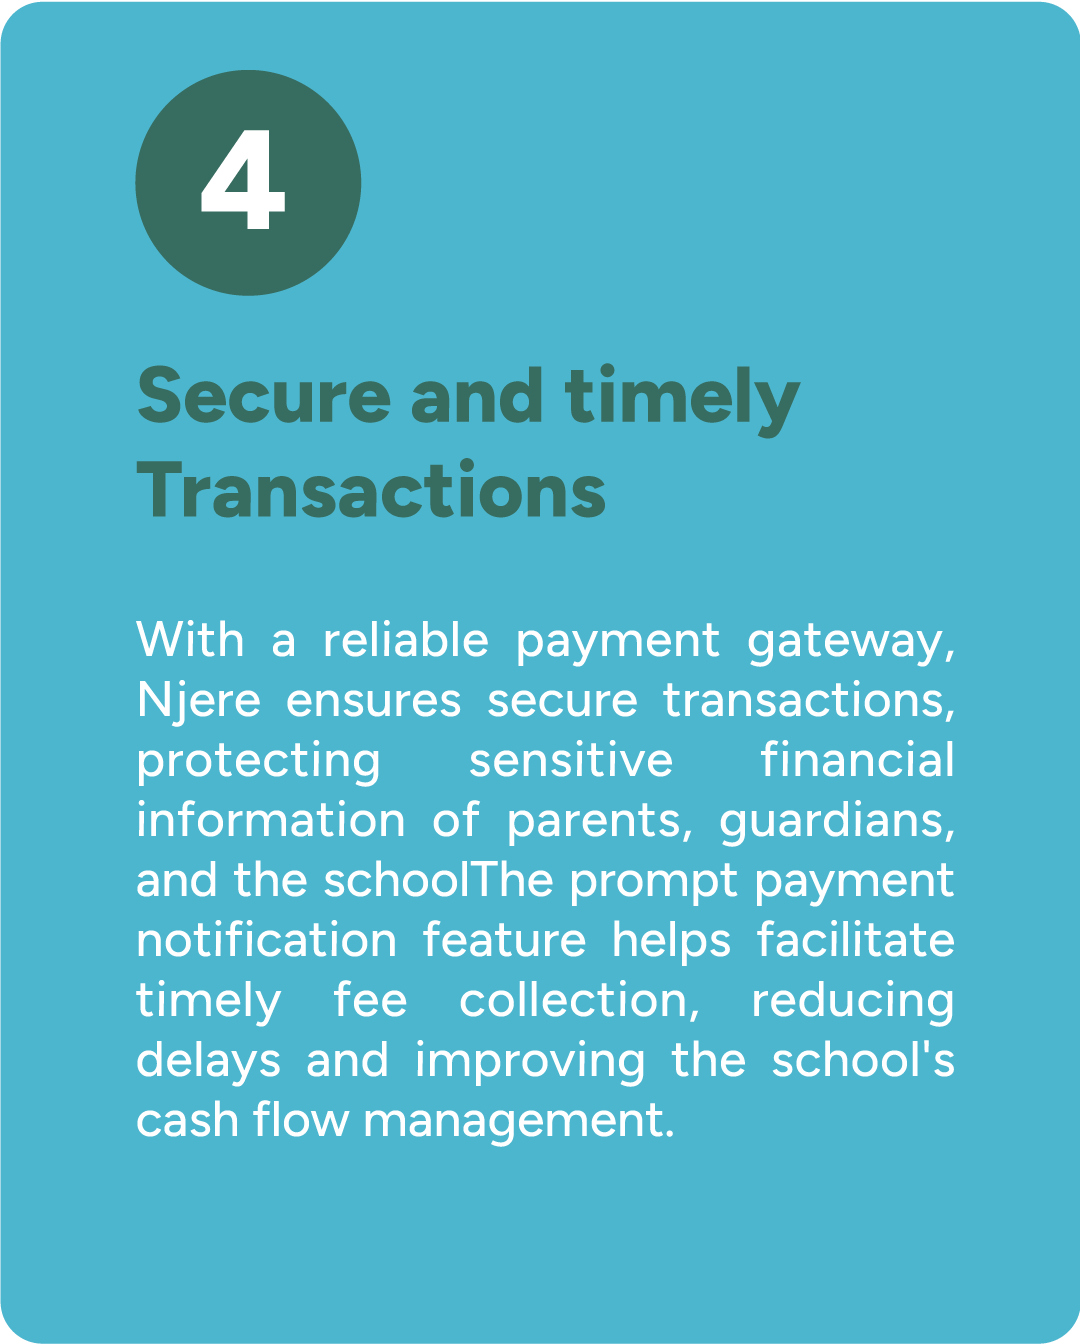 4
Secure and timely
Transactions
With a reliable payment gateway,
Njere ensures secure transactions,
protecting sensitive financial
information of parents, guardians,
and the schoolThe prompt payment
notification feature helps facilitate
timely fee collection, reducing
delays and improving the school's
cash flow management.